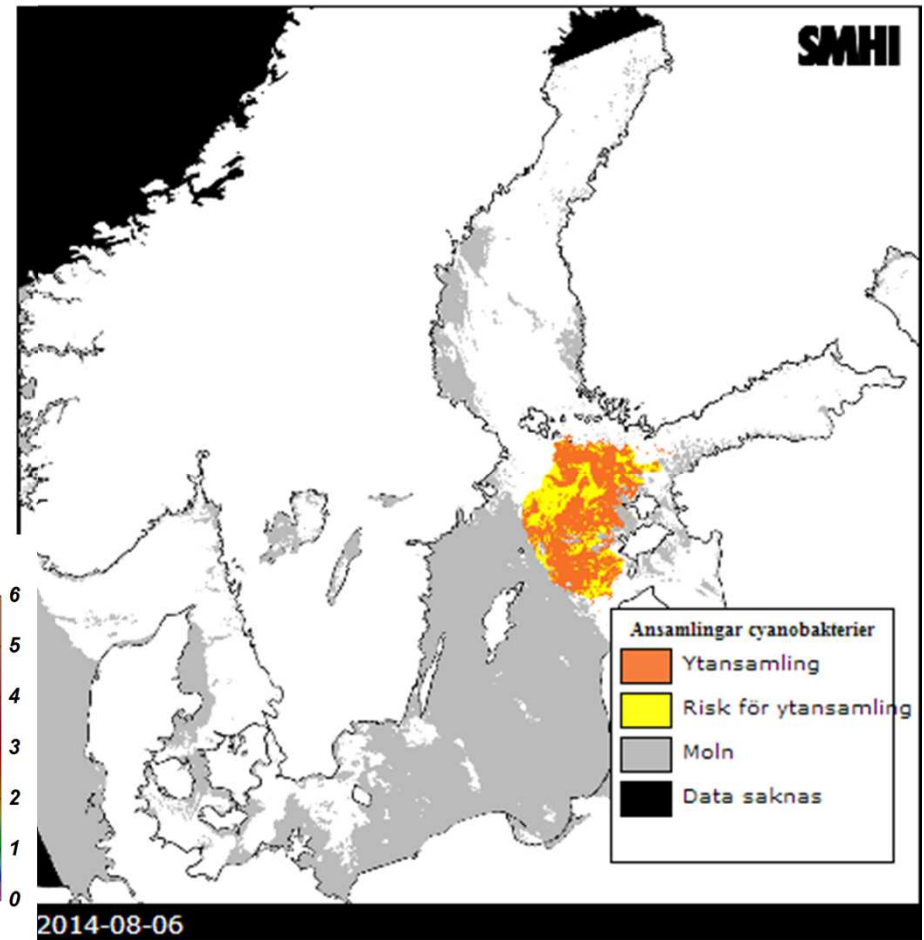 SMHI
6
5
4
3
2
1
0
Ansamlingar cyanobakterier
Ytansamling
Risk för ytansamling
Moln
Data saknas
2014-08-06